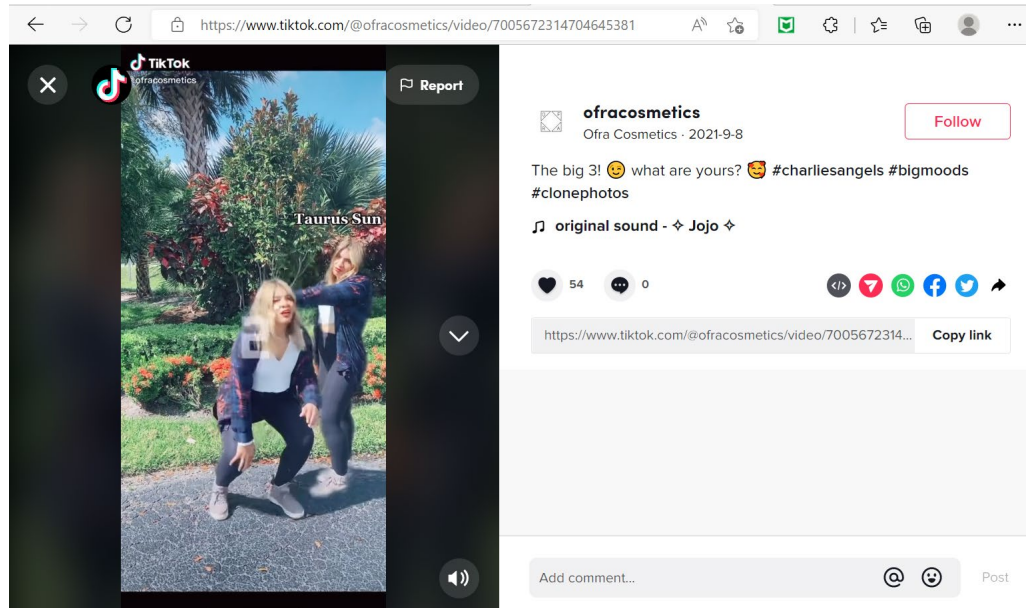 https://www.tiktok.com/@ofracosmetics/video/7005672314704645381
TikTok
ofracosmetics
Report
Taurus Sun
ofracosmetics
Ofra Cosmetics · 2021-9-8
Follow
The big 3! 😉 what are yours? 🥰 #charliesangels #bigmoods
#clonephotos
original sound - ✧ Jojo ✧
54
0
https://www.tiktok.com/@ofracosmetics/video/7005672314...
Copy link
Add comment...
Post